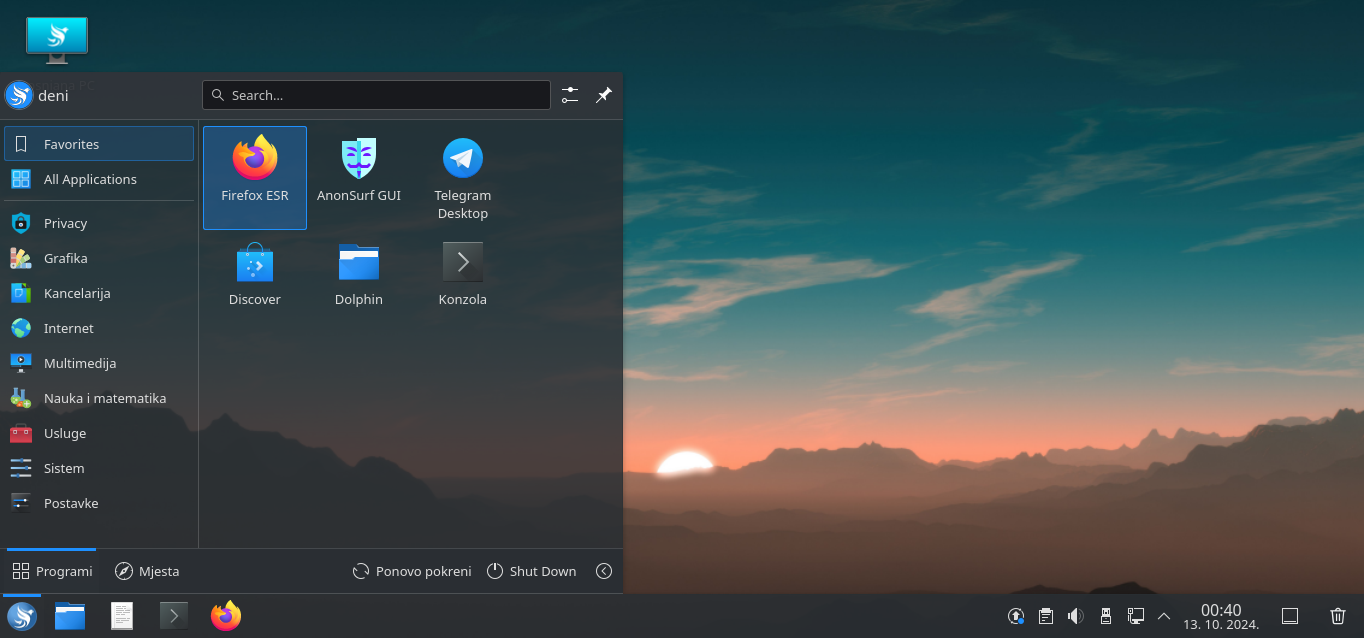 deni
Search...
Favorites
All Applications
Privacy
Grafika
Kancelarija
Internet
Multimedija
Nauka i matematika
Usluge
Sistem
Postavke
Firefox ESR
AnonSurf GUI
Telegram
Desktop
Discover
Dolphin
Konzola
Programi
Mjesta
Ponovo pokreni
Shut Down
00:40
13. 10. 2024.